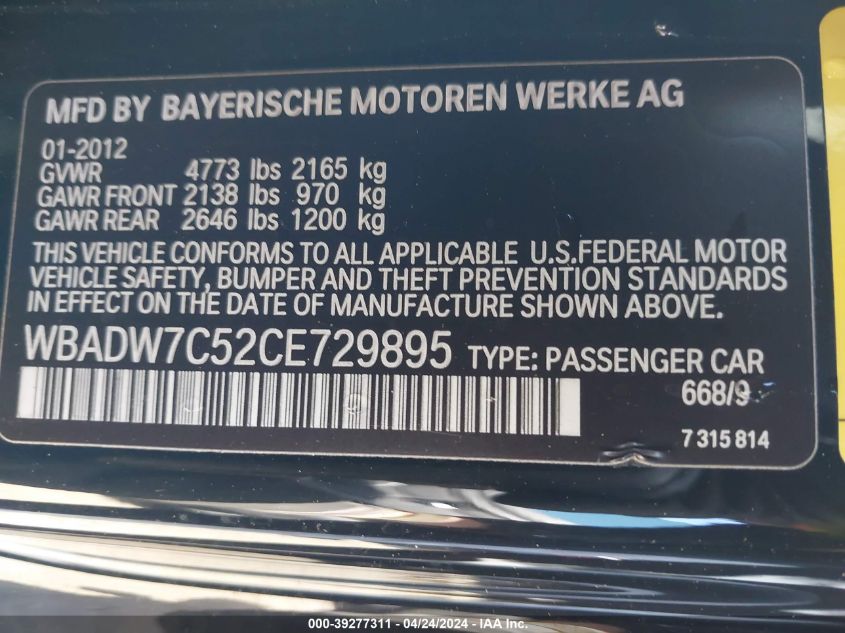 MFD BY BAYERISCHE MOTOREN WERKE AG
01-2012
GVWR 4773 lbs 2165 kg
GAWR FRONT 2138 lbs 970 kg
GAWR REAR 2646 lbs 1200 kg
THIS VEHICLE CONFORMS TO ALL APPLICABLE U.S.FEDERAL MOTOR
VEHICLE SAFETY, BUMPER AND THEFT PREVENTION STANDARDS
IN EFFECT ON THE DATE OF MANUFACTURE SHOWN ABOVE.
WBADW7C52CE729895 TYPE: PASSENGER CAR
668/9
7 315 814
000-39277311 - 04/24/2024 - IAA Inc.